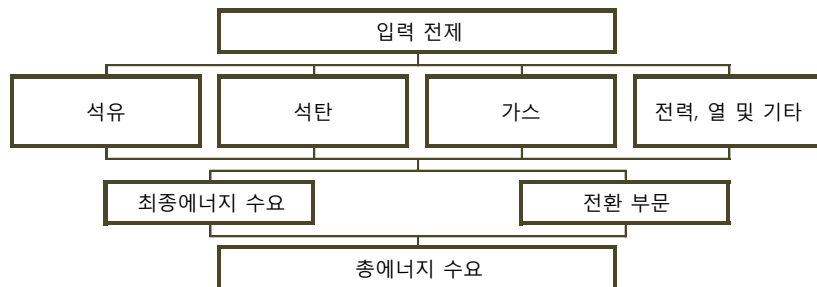 입력 전제
석유
석탄
가스
전력, 열 및 기타
최종에너지 수요
전환 부문
총에너지 수요